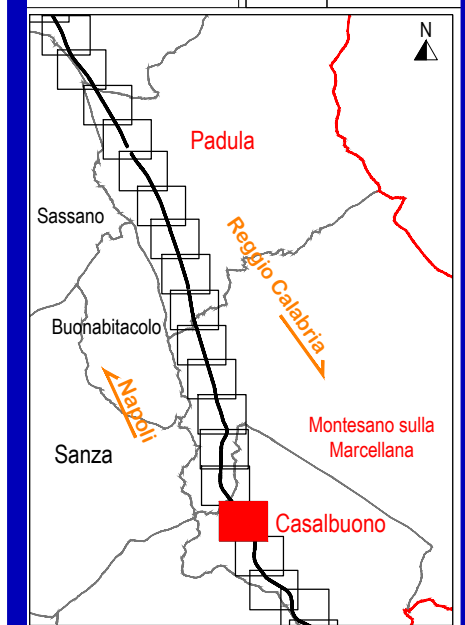 N
Padula
Sassano
Reggio Calabria
Buonabitacolo
Napoli
Montesano sulla
Marcellana
Sanza
Casalbuono